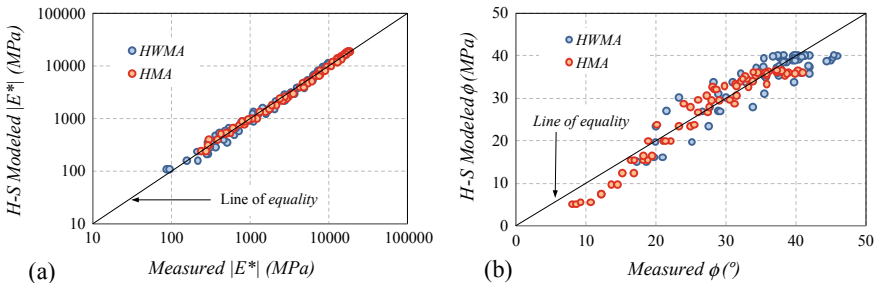 H-S Modeled |E*| (MPa)
100000
10000
1000
100
10
HWMA
HMA
Line of equality
10
100
1000
10000
100000
Measured |E*| (MPa)
(a)
H-S Modeled ϕ (MPa)
50
40
30
20
10
0
HWMA
HMA
Line of equality
0
10
20
30
40
50
Measured ϕ (º)
(b)